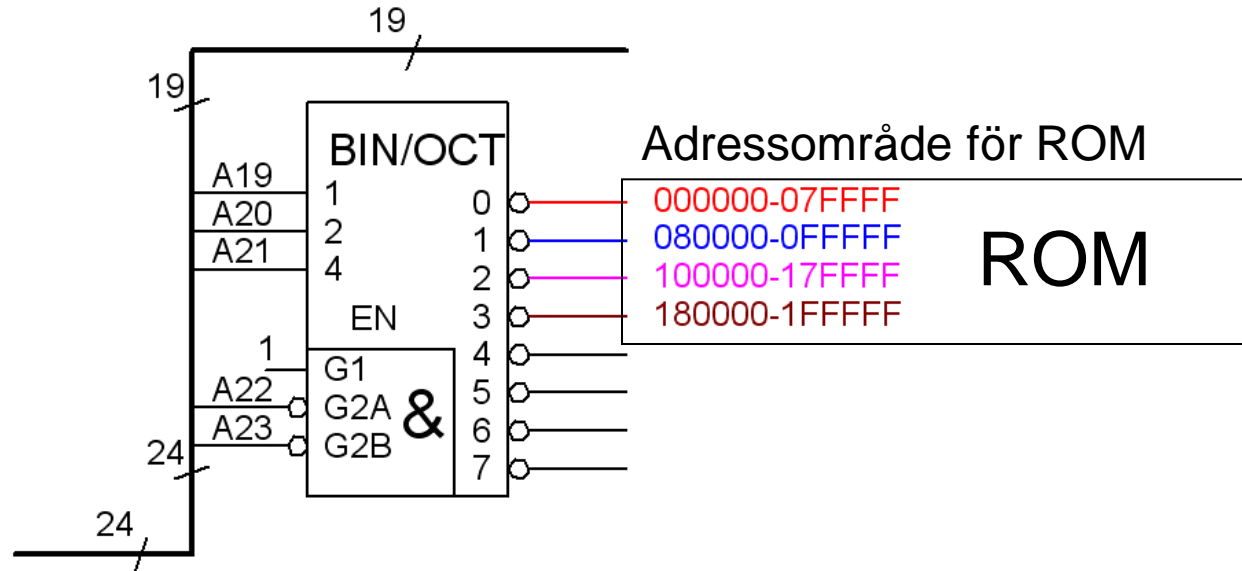 19
19
BIN/OCT
Adressområde för ROM
A19
1
0
000000-07FFFF
A20
2
1
080000-0FFFFF
ROM
A21
4
2
100000-17FFFF
EN
3
180000-1FFFFF
1
G1
4
A22
G2A
&
5
A23
G2B
6
24
7
24